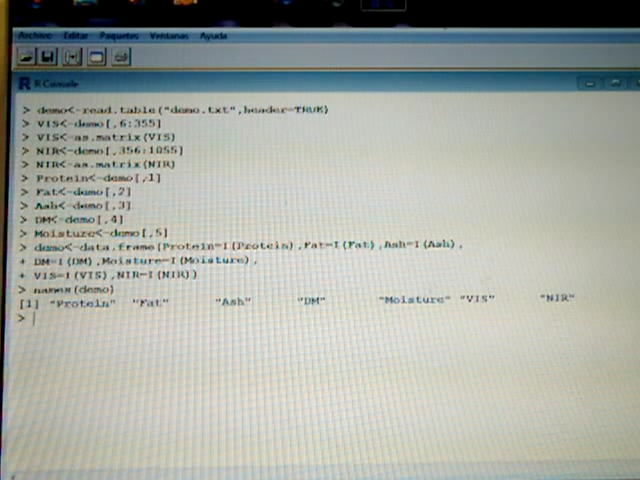 Archivo Editar Paquetes Ventanas Ayuda
R Console
> demo<-read.table("demo.txt",header=TRUE)
> VIS<-demo[,6:355]
> VIS<-as.matrix(VIS)
> NIR<-demo[,356:1055]
> NIR<-as.matrix(NIR)
> Protein<-demo[,1]
> Fat<-demo[,2]
> Ash<-demo[,3]
> DM<-demo[,4]
> Moisture<-demo[,5]
> demo<-data.frame(Protein=I(Protein),Fat=I(Fat),Ash=I(Ash),
+ DM=I(DM),Moisture=I(Moisture),
+ VIS=I(VIS),NIR=I(NIR))
> names(demo)
[1] "Protein" "Fat" "Ash" "DM" "Moisture" "VIS" "NIR"
>